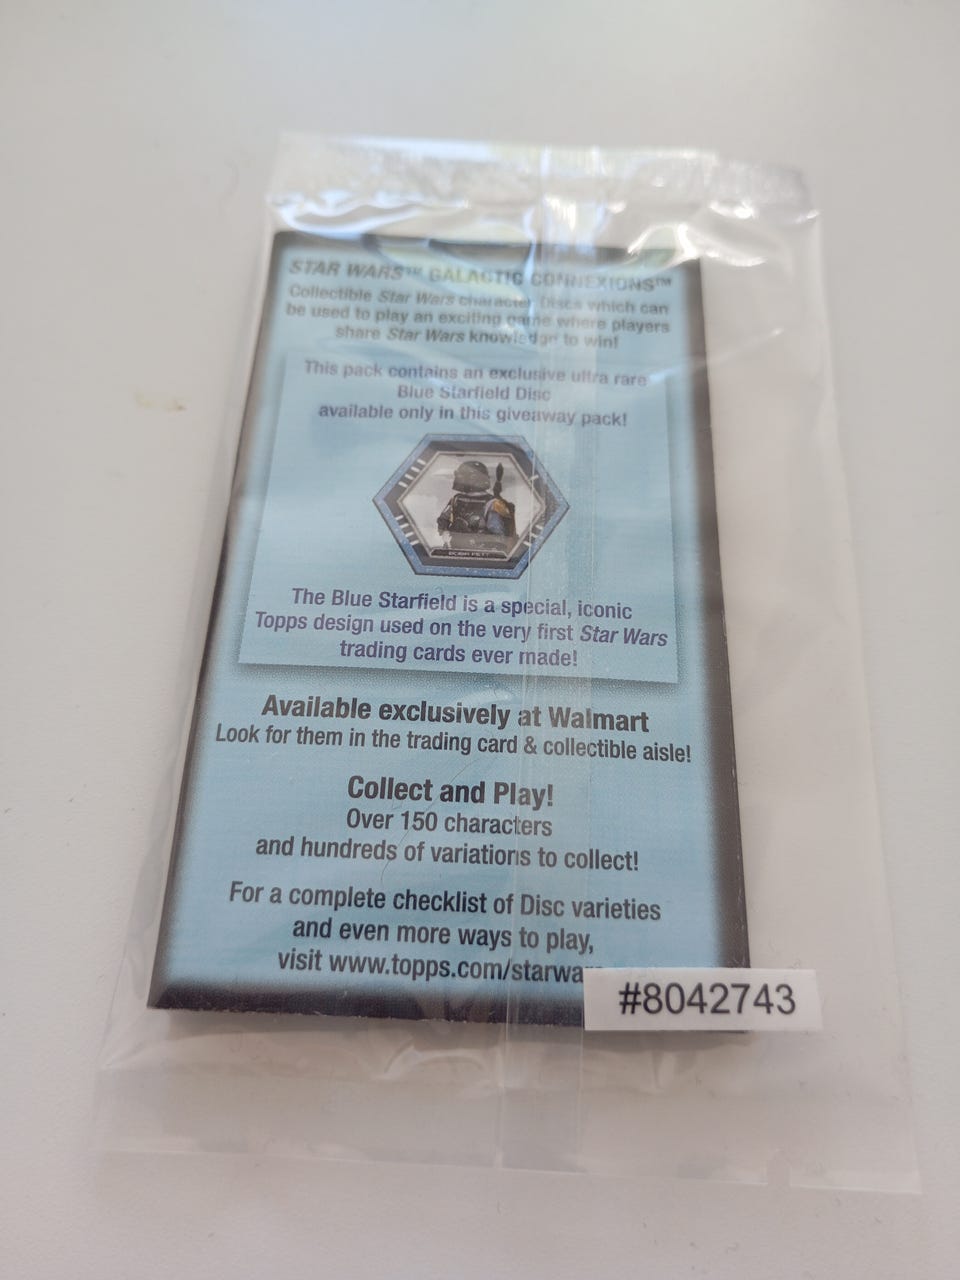 STAR WARS™ GALACTIC CONNEXIONS™
Collectible Star Wars character Discs which can
be used to play an exciting game where players
share Star Wars knowledge to win!
This pack contains an exclusive ultra rare
Blue Starfield Disc
available only in this giveaway pack!
BOBA FETT
The Blue Starfield is a special, iconic
Topps design used on the very first Star Wars
trading cards ever made!
Available exclusively at Walmart
Look for them in the trading card & collectible aisle!
Collect and Play!
Over 150 characters
and hundreds of variations to collect!
For a complete checklist of Disc varieties
and even more ways to play,
visit www.topps.com/starwa
#8042743